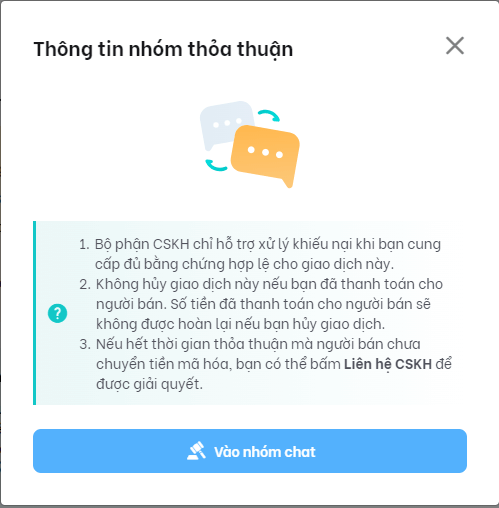 Thông tin nhóm thỏa thuận
1. Bộ phận CSKH chỉ hỗ trợ xử lý khiếu nại khi bạn cung
cấp đủ bằng chứng hợp lệ cho giao dịch này.
2. Không hủy giao dịch này nếu bạn đã thanh toán cho
người bán. Số tiền đã thanh toán cho người bán sẽ
không được hoàn lại nếu bạn hủy giao dịch.
3. Nếu hết thời gian thỏa thuận mà người bán chưa
chuyển tiền mã hóa, bạn có thể bấm Liên hệ CSKH để
được giải quyết.
Vào nhóm chat